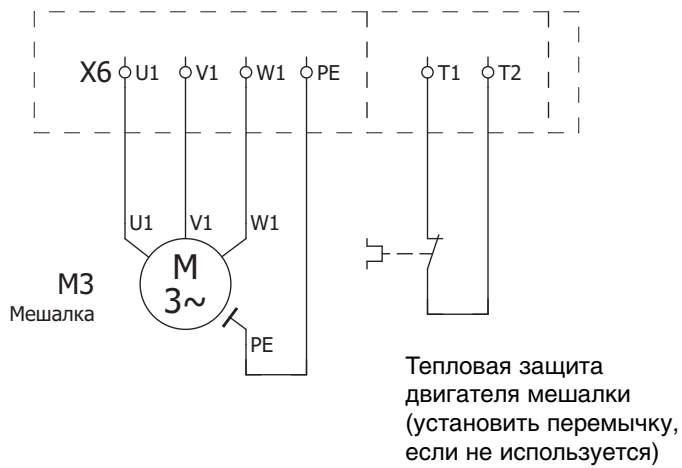 X6 U1 V1 W1 PE T1 T2
U1 V1 W1
M
3~
M3
Мешалка
PE
Тепловая защита
двигателя мешалки
(установить перемычку,
если не используется)